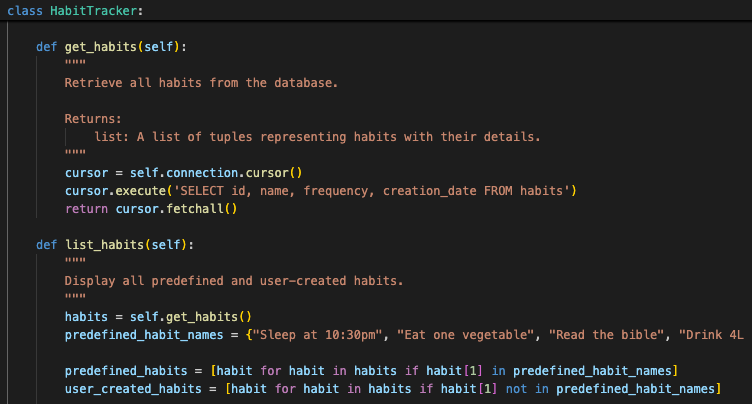 class HabitTracker:
def get_habits(self):
"""
Retrieve all habits from the database.
Returns:
list: A list of tuples representing habits with their details.
"""
cursor = self.connection.cursor()
cursor.execute('SELECT id, name, frequency, creation_date FROM habits')
return cursor.fetchall()
def list_habits(self):
"""
Display all predefined and user-created habits.
"""
habits = self.get_habits()
predefined_habit_names = {"Sleep at 10:30pm", "Eat one vegetable", "Read the bible", "Drink 4L
predefined_habits = [habit for habit in habits if habit[1] in predefined_habit_names]
user_created_habits = [habit for habit in habits if habit[1] not in predefined_habit_names]